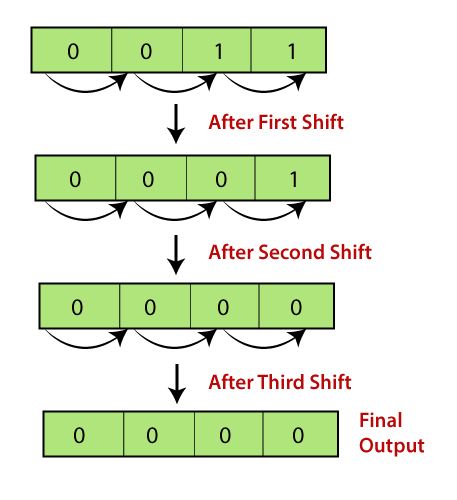 0 0 1 1
After First Shift
0 0 0 1
After Second Shift
0 0 0 0
After Third Shift
0 0 0 0
Final
Output